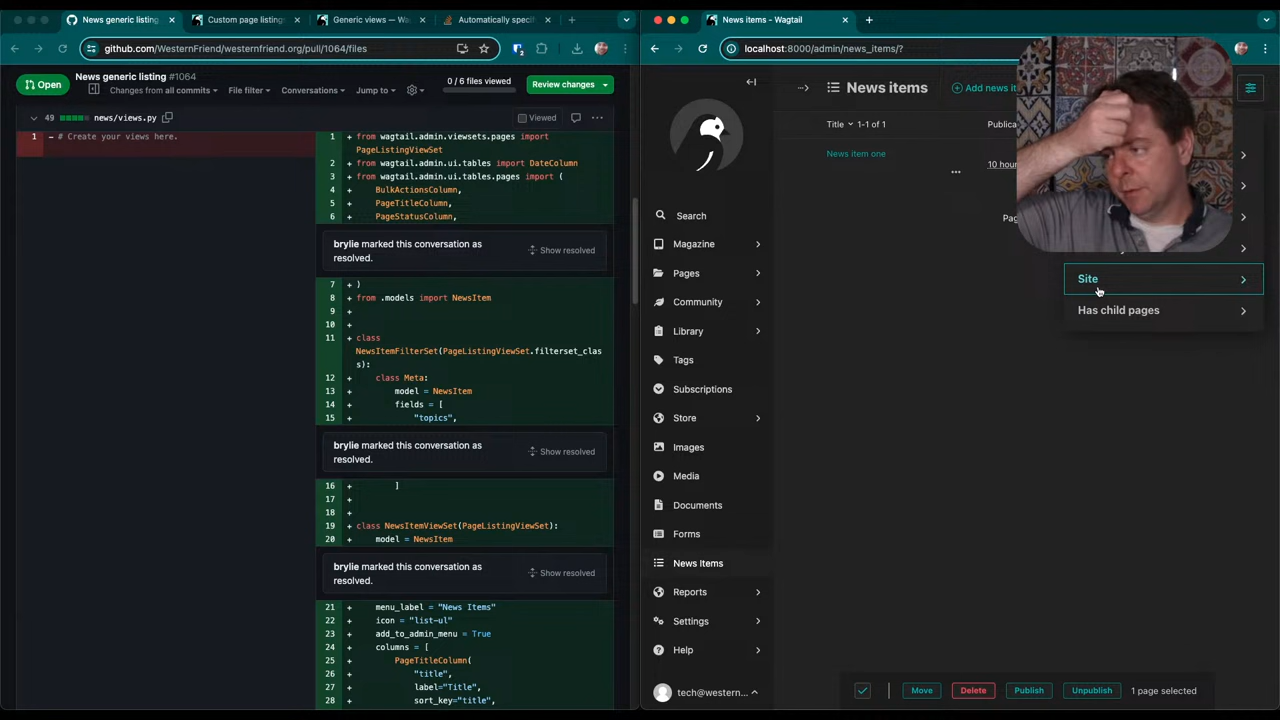 News generic listing
Custom page listing
Generic views — Wa
Automatically specif
github.com/WesternFriend/westernfriend.org/pull/1064/files
Open
News generic listing #1064
Changes from all commits
File filter
Conversations
Jump to
0 / 6 files viewed
Review changes
49
news/views.py
Viewed
1 - # Create your views here.
1 + from wagtail.admin.viewsets.pages import
PageListingViewSet
2 + from wagtail.admin.ui.tables import DateColumn
3 + from wagtail.admin.ui.tables.pages import (
4 + BulkActionsColumn,
5 + PageTitleColumn,
6 + PageStatusColumn,
brylie marked this conversation as
resolved.
Show resolved
7 + )
8 + from .models import NewsItem
9 +
10 +
11 + class
NewsItemFilterSet(PageListingViewSet.filterset_clas
s):
12 + class Meta:
13 + model = NewsItem
14 + fields = [
15 + "topics",
brylie marked this conversation as
resolved.
Show resolved
16 + ]
17 +
18 +
19 + class NewsItemViewSet(PageListingViewSet):
20 + model = NewsItem
brylie marked this conversation as
resolved.
Show resolved
21 + menu_label = "News Items"
22 + icon = "list-ul"
23 + add_to_admin_menu = True
24 + columns = [
25 + PageTitleColumn(
26 + "title",
27 + label="Title",
28 + sort_key="title",
News items - Wagtail
localhost:8000/admin/news_items/?
News items
Add news it
Title
1-1 of 1
Publica
News item one
10 hour
Pag
Site
Has child pages
Search
Magazine
Pages
Community
Library
Tags
Subscriptions
Store
Images
Media
Documents
Forms
News Items
Reports
Settings
Help
tech@western...
Move
Delete
Publish
Unpublish
1 page selected